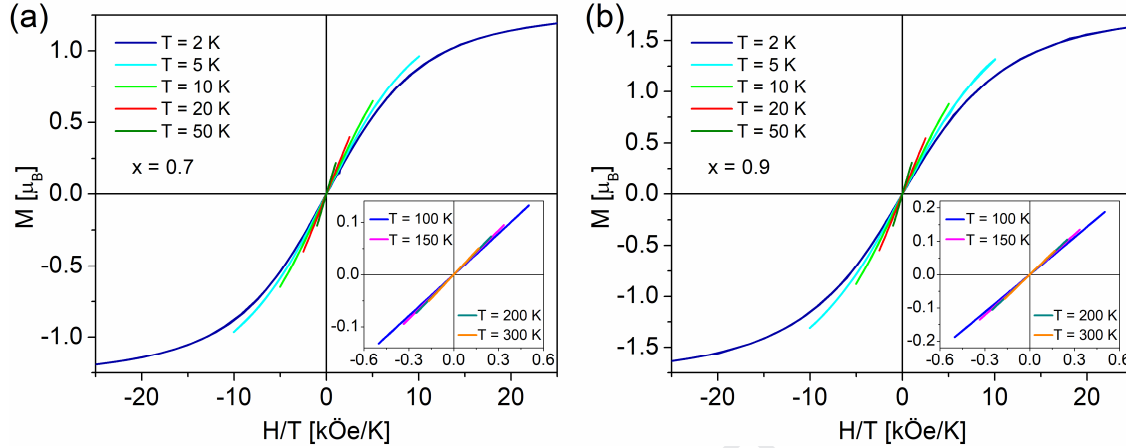 (a)
T = 2 K
T = 5 K
T = 10 K
T = 20 K
T = 50 K
x = 0.7
M [μB]
1.0
0.5
0.0
-0.5
-1.0
-20 -10 0 10 20
H/T [kÖe/K]
T = 100 K
T = 150 K
T = 200 K
T = 300 K
0.1
0.0
-0.1
-0.6 -0.3 0.0 0.3 0.6
(b)
T = 2 K
T = 5 K
T = 10 K
T = 20 K
T = 50 K
x = 0.9
M [μB]
1.5
1.0
0.5
0.0
-0.5
-1.0
-1.5
-20 -10 0 10 20
H/T [kÖe/K]
T = 100 K
T = 150 K
T = 200 K
T = 300 K
0.2
0.1
0.0
-0.1
-0.2
-0.6 -0.3 0.0 0.3 0.6